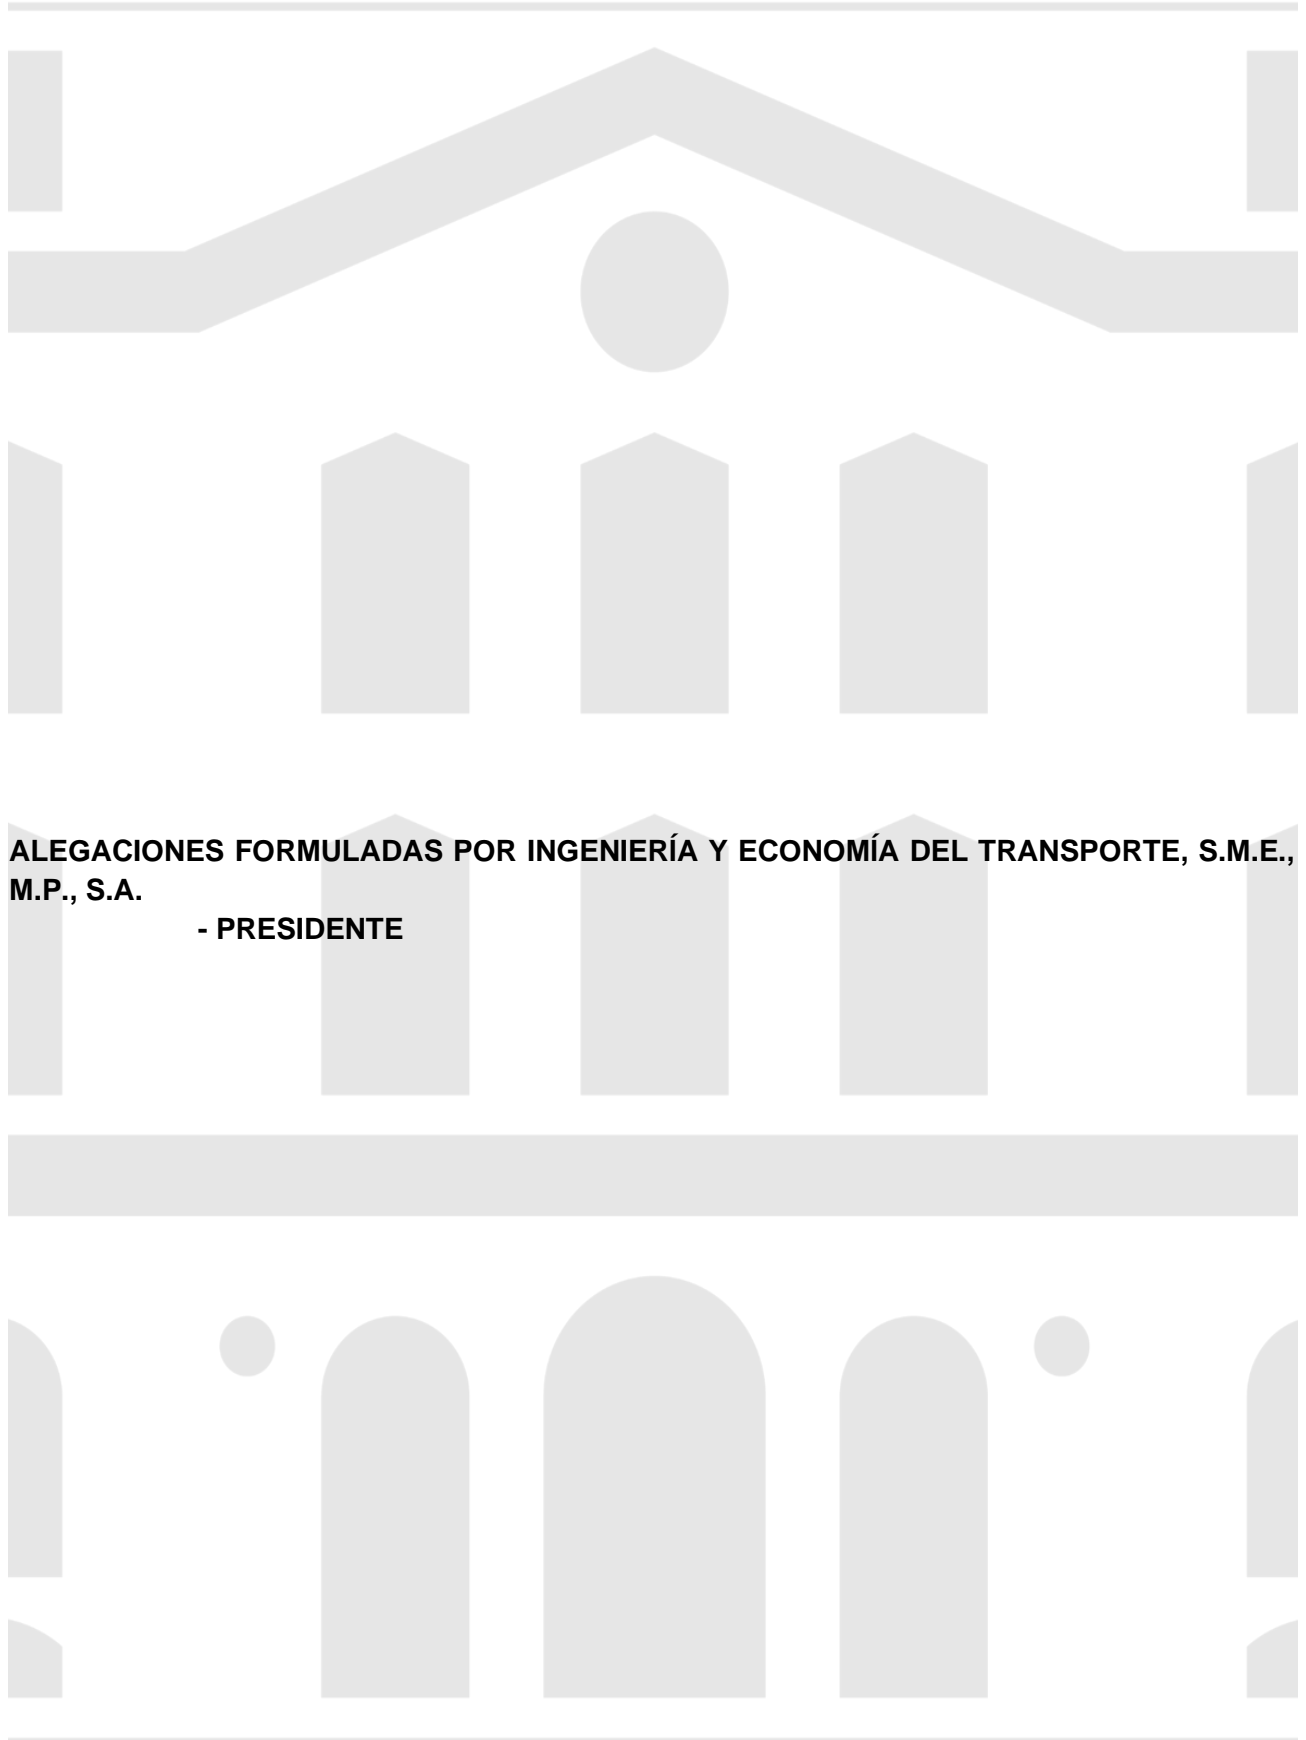 ALEGACIONES FORMULADAS POR INGENIERÍA Y ECONOMÍA DEL TRANSPORTE, S.M.E.,
M.P., S.A.
- PRESIDENTE